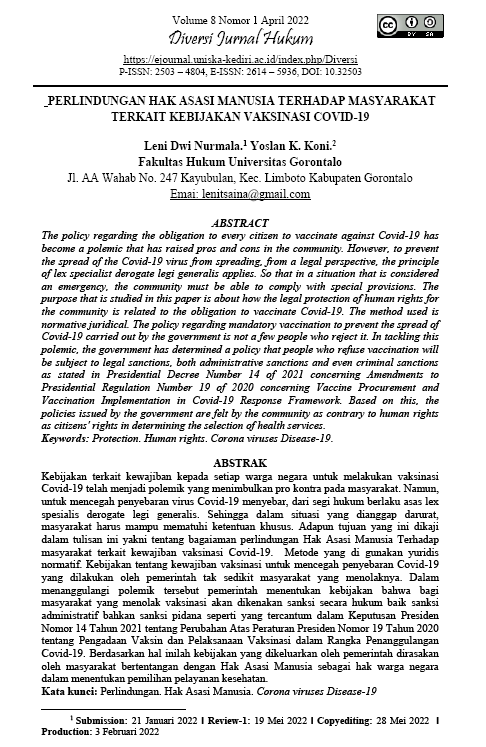 Volume 8 Nomor 1 April 2022
Diversi Jurnal Hukum
CC BY SA
https://ejournal.uniska-kediri.ac.id/index.php/Diversi
P-ISSN: 2503 – 4804, E-ISSN: 2614 – 5936, DOI: 10.32503
PERLINDUNGAN HAK ASASI MANUSIA TERHADAP MASYARAKAT
TERKAIT KEBIJAKAN VAKSINASI COVID-19
Leni Dwi Nurmala.1 Yoslan K. Koni.2
Fakultas Hukum Universitas Gorontalo
Jl. AA Wahab No. 247 Kayubulan, Kec. Limboto Kabupaten Gorontalo
Emai: lenitsaina@gmail.com
ABSTRACT
The policy regarding the obligation to every citizen to vaccinate against Covid-19 has
become a polemic that has raised pros and cons in the community. However, to prevent
the spread of the Covid-19 virus from spreading, from a legal perspective, the principle
of lex specialist derogate legi generalis applies. So that in a situation that is considered
an emergency, the community must be able to comply with special provisions. The
purpose that is studied in this paper is about how the legal protection of human rights for
the community is related to the obligation to vaccinate Covid-19. The method used is
normative juridical. The policy regarding mandatory vaccination to prevent the spread of
Covid-19 carried out by the government is not a few people who reject it. In tackling this
polemic, the government has determined a policy that people who refuse vaccination will
be subject to legal sanctions, both administrative sanctions and even criminal sanctions
as stated in Presidential Decree Number 14 of 2021 concerning Amendments to
Presidential Regulation Number 19 of 2020 concerning Vaccine Procurement and
Vaccination Implementation in Covid-19 Response Framework. Based on this, the
policies issued by the government are felt by the community as contrary to human rights
as citizens' rights in determining the selection of health services.
Keywords: Protection. Human rights. Corona viruses Disease-19.
ABSTRAK
Kebijakan terkait kewajiban kepada setiap warga negara untuk melakukan vaksinasi
Covid-19 telah menjadi polemik yang menimbulkan pro kontra pada masyarakat. Namun,
untuk mencegah penyebaran virus Covid-19 menyebar, dari segi hukum berlaku asas lex
spesialis derogate legi generalis. Sehingga dalam situasi yang dianggap darurat,
masyarakat harus mampu mematuhi ketentuan khusus. Adapun tujuan yang ini dikaji
dalam tulisan ini yakni tentang bagaiaman perlindungan Hak Asasi Manusia Terhadap
Masyarakat terkait kewajiban vaksinasi Covid-19.  Metode yang di gunakan yuridis
normatif. Kebijakan tentang kewajiban vaksinasi untuk mencegah penyebaran Covid-19
yang dilakukan oleh pemerintah tak sedikit masyarakat yang menolaknya. Dalam
menanggulangi polemik tersebut pemerintah menentukan kebijakan bahwa bagi
masyarakat yang menolak vaksinasi akan dikenakan sanksi secara hukum baik sanksi
administratif bahkan sanksi pidana seperti yang tercantum dalam Keputusan Presiden
Nomor 14 Tahun 2021 tentang Perubahan Atas Peraturan Presiden Nomor 19 Tahun 2020
tentang Pengadaan Vaksin dan Pelaksanaan Vaksinasi dalam Rangka Penanggulangan
Covid-19. Berdasarkan hal inilah kebijakan yang dikeluarkan oleh pemerintah dirasakan
oleh masyarakat bertentangan dengan Hak Asasi Manusia sebagai hak warga negara
dalam menentukan pemilihan pelayanan kesehatan.
Kata kunci: Perlindungan. Hak Asasi Manusia. Corona viruses Disease-19
1 Submission: 21 Januari 2022 | Review-1: 19 Mei 2022 | Copyediting: 28 Mei 2022 |
Production: 3 Februari 2022